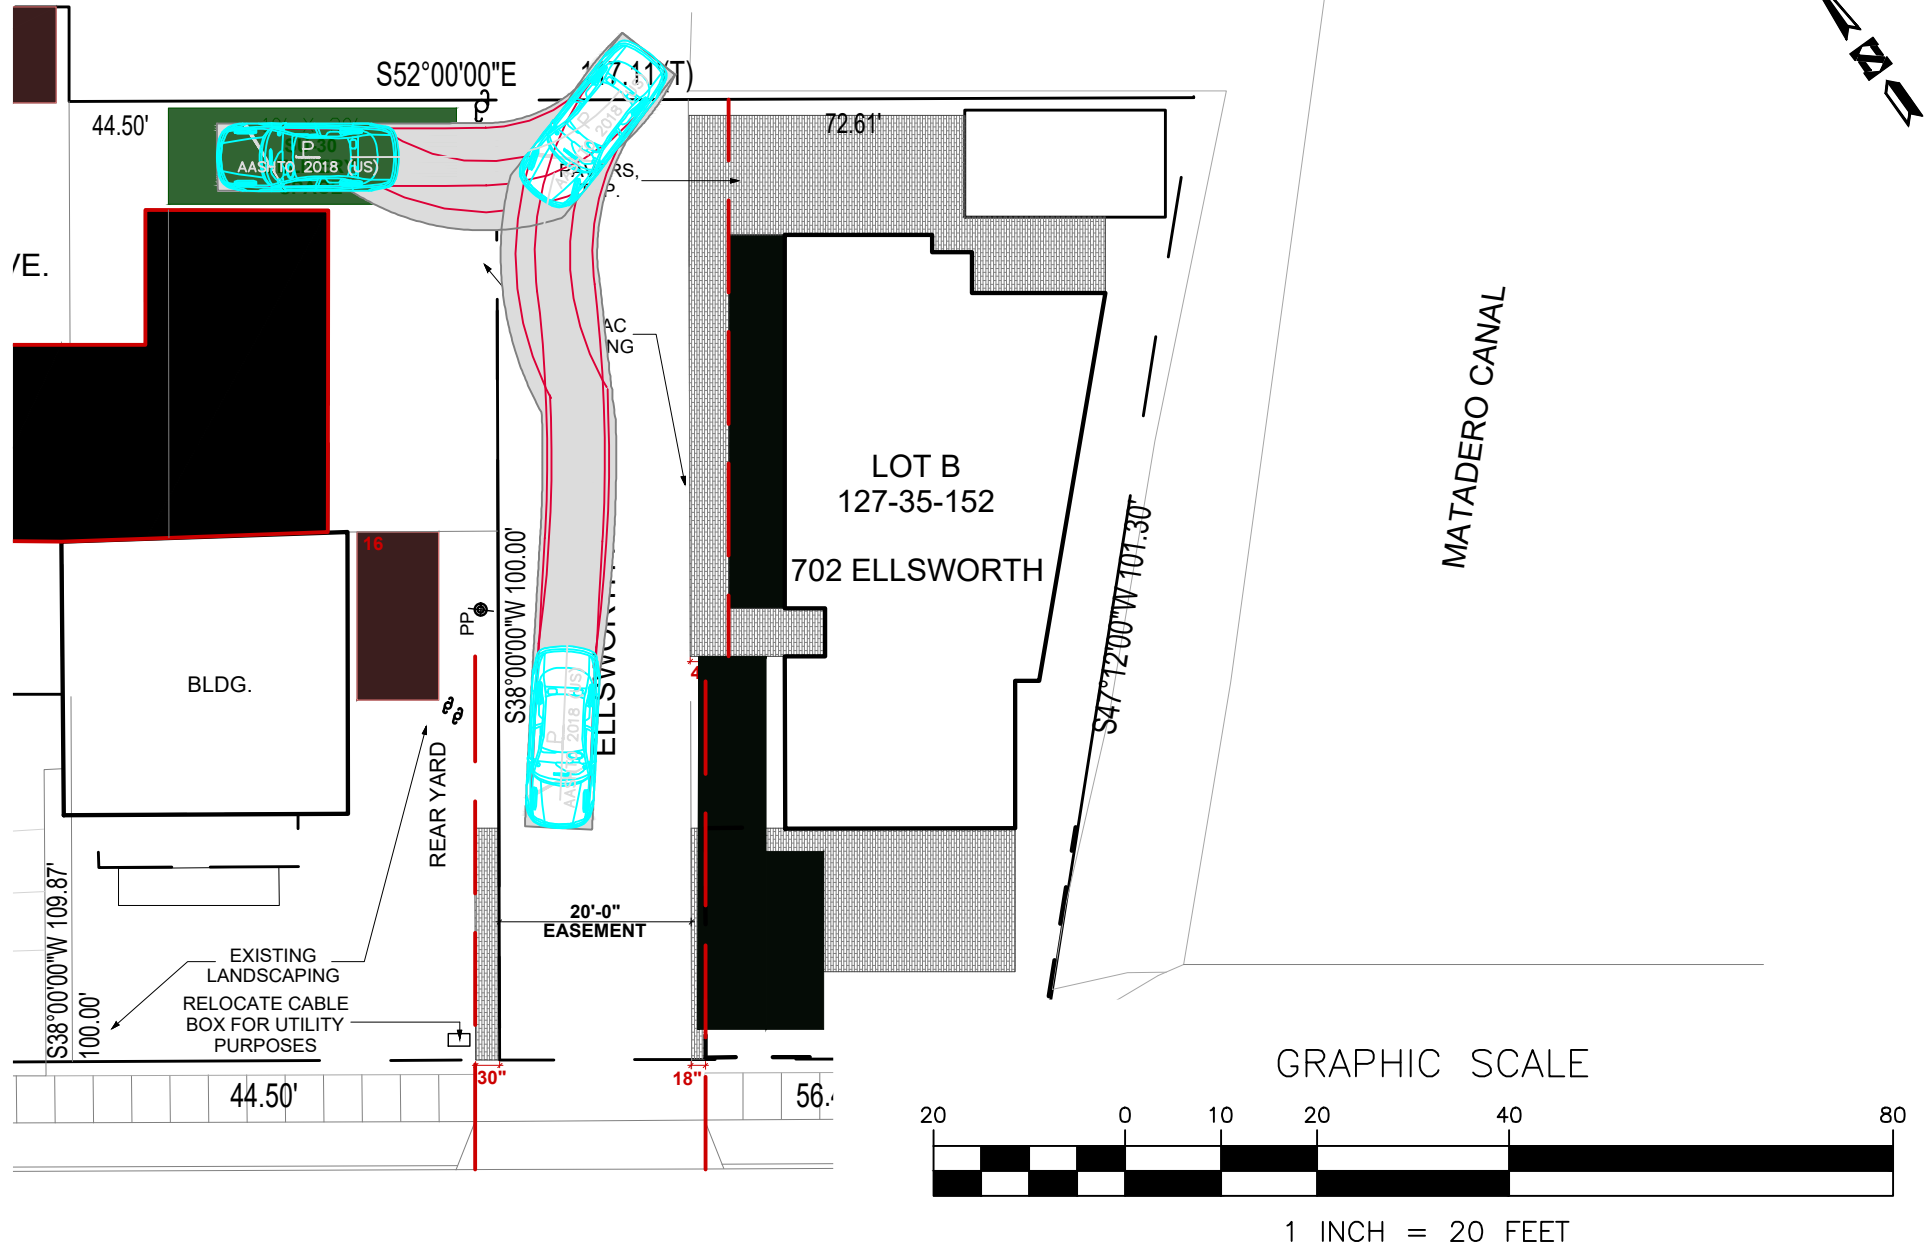 S52°00'00"E
(T)
44.50'
72.61'
AASHTO 2018 (US)
P
30
P
/E.
AC
LOT B
127-35-152
702 ELLSWORTH
MATADERO CANAL
S47°12'00"W 101.30'
16
S38°00'00"W 100.00'
PP
BLDG.
P
REAR YARD
20'-0"
EASEMENT
EXISTING
LANDSCAPING
RELOCATE CABLE
BOX FOR UTILITY
PURPOSES
S38°00'00"W 109.87'
100.00'
30"
18"
44.50'
GRAPHIC SCALE
20 0 10 20 40 80
1 INCH = 20 FEET